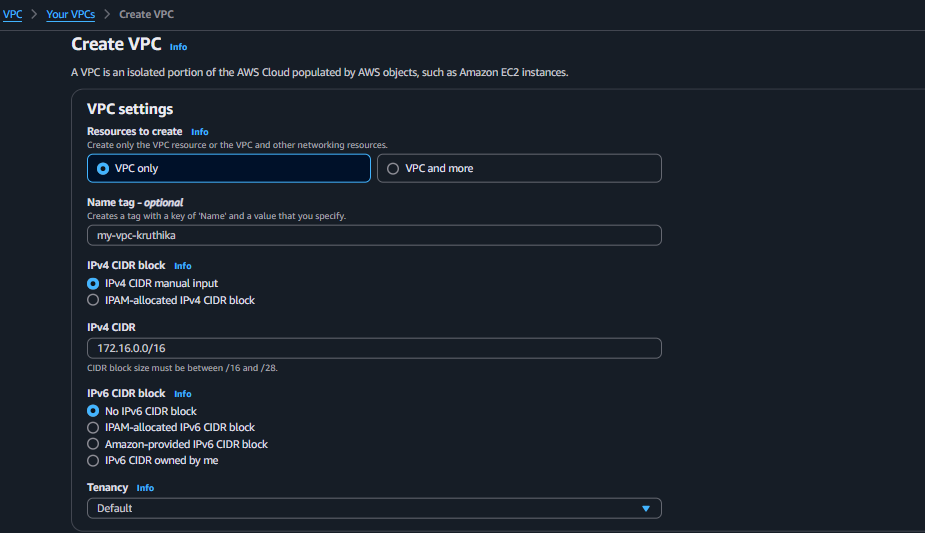 VPC > Your VPCs > Create VPC
Create VPC Info
A VPC is an isolated portion of the AWS Cloud populated by AWS objects, such as Amazon EC2 instances.
VPC settings
Resources to create Info
Create only the VPC resource or the VPC and other networking resources.
VPC only VPC and more
Name tag - optional
Creates a tag with a key of 'Name' and a value that you specify.
my-vpc-kruthika
IPv4 CIDR block Info
IPv4 CIDR manual input
IPAM-allocated IPv4 CIDR block
IPv4 CIDR
172.16.0.0/16
CIDR block size must be between /16 and /28.
IPv6 CIDR block Info
No IPv6 CIDR block
IPAM-allocated IPv6 CIDR block
Amazon-provided IPv6 CIDR block
IPv6 CIDR owned by me
Tenancy Info
Default